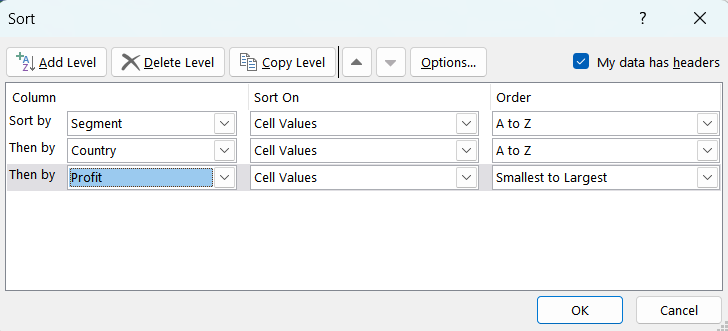 Sort ?
Add Level Delete Level Copy Level Options... My data has headers
Column Sort On Order
Sort by Segment Cell Values A to Z
Then by Country Cell Values A to Z
Then by Profit Cell Values Smallest to Largest
OK Cancel